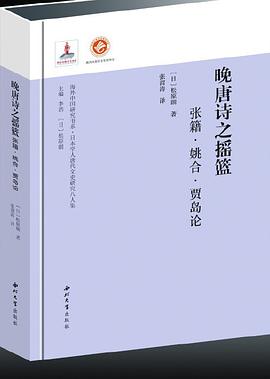 晚唐诗之摇篮
张籍·姚合·贾岛论
〔日〕松原朗 著
张渭涛 译
海外中国研究书系·日本学人唐代文史研究八人集
主编 李浩 〔日〕松原朗
西北大学出版社
晚唐诗之摇篮
张籍·姚合·贾岛论